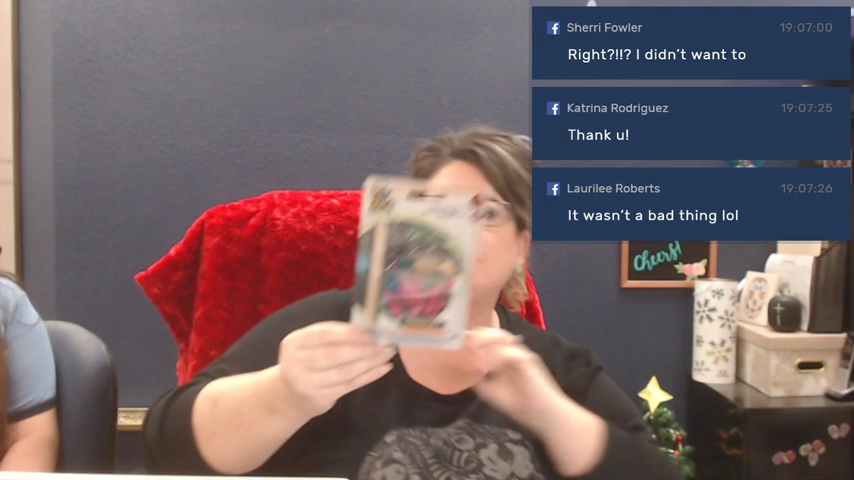 Sherri Fowler 19:07:00
Right?!!? I didn't want to
Katrina Rodriguez 19:07:25
Thank u!
Laurilee Roberts 19:07:26
It wasn't a bad thing lol
Cheers!